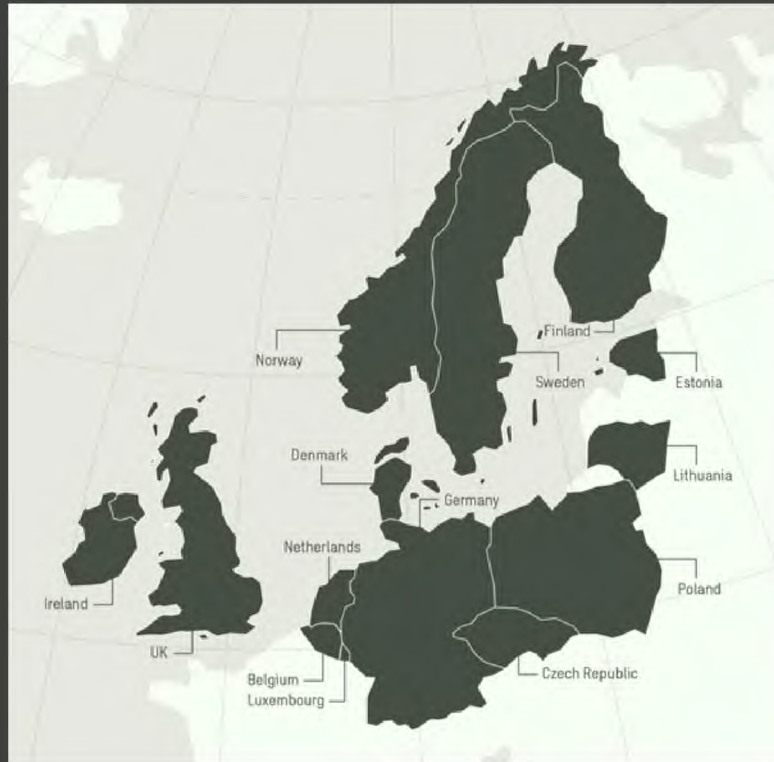 Finland
Norway
Sweden
Estonia
Denmark
Lithuania
Germany
Netherlands
Poland
Ireland
UK
Belgium
Czech Republic
Luxembourg